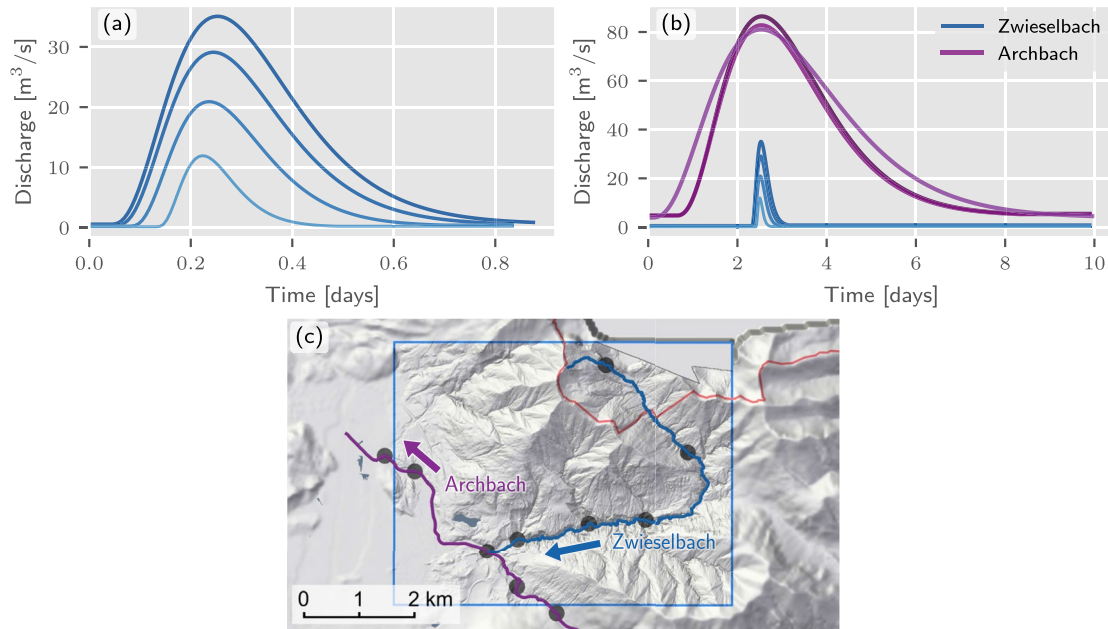 (a)
Discharge [m³/s]
30
20
10
0
0.0 0.2 0.4 0.6 0.8
Time [days]
(b)
Zwieselbach
Archbach
Discharge [m³/s]
80
60
40
20
0
0 2 4 6 8 10
Time [days]
(c)
Archbach
Zwieselbach
0 1 2 km